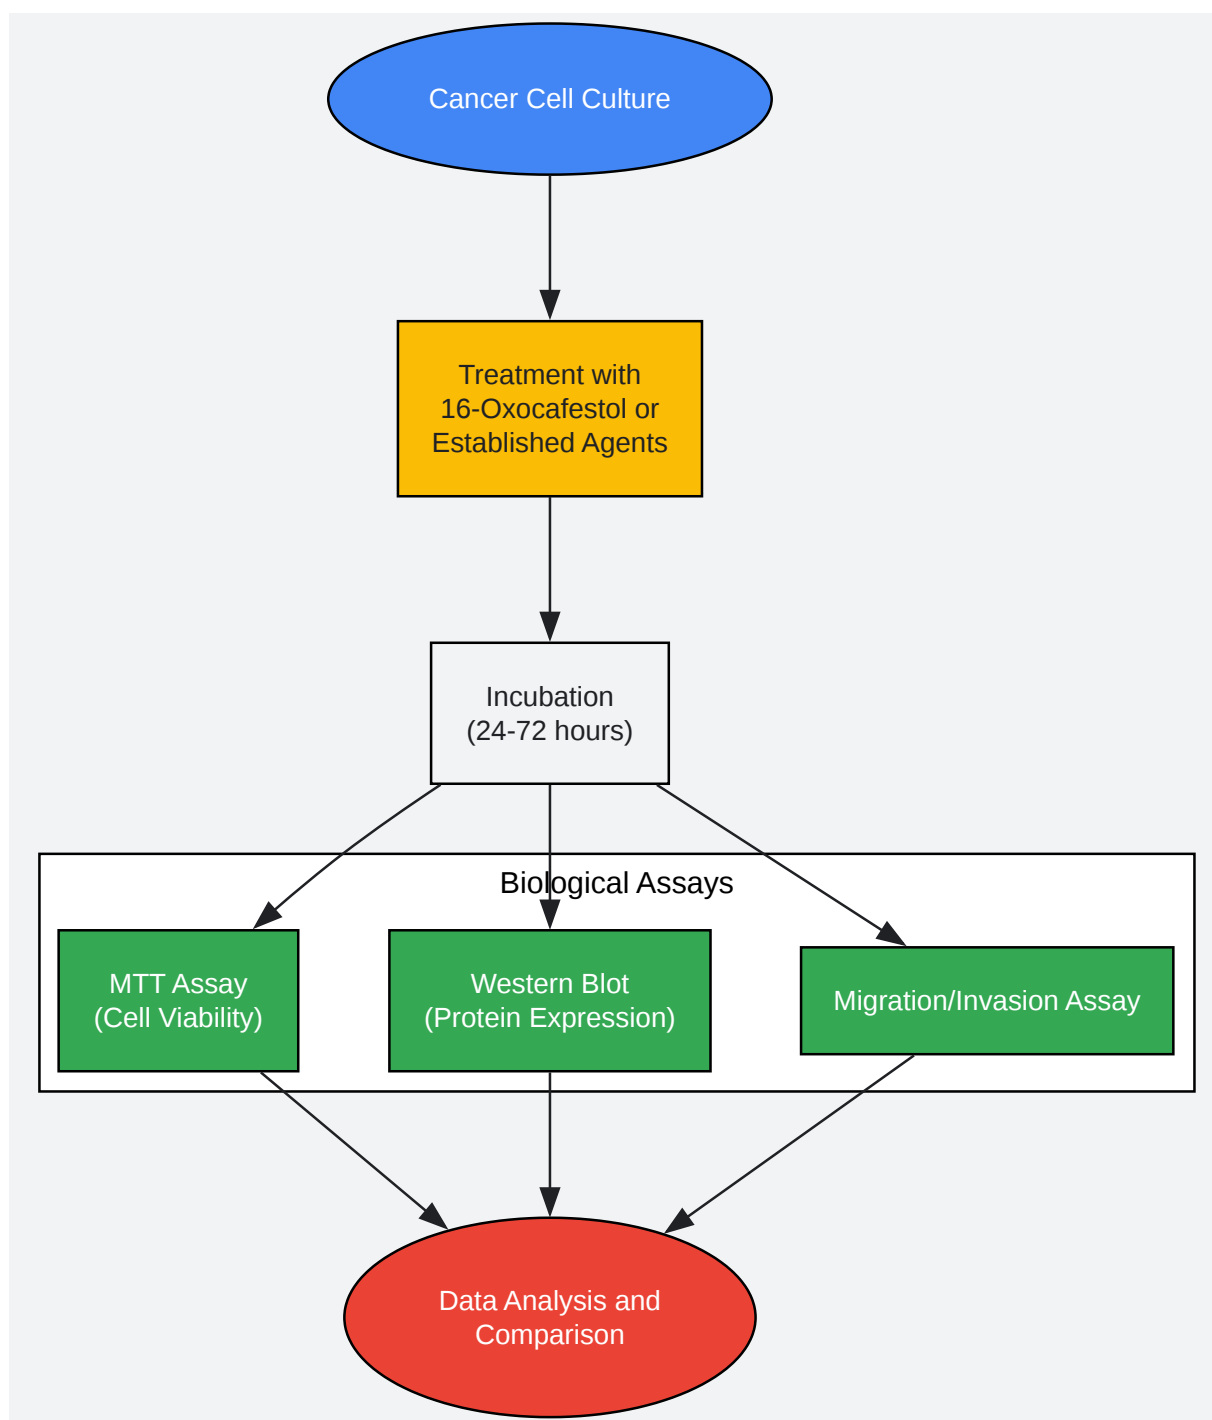 Cancer Cell Culture
Treatment with
16-Oxocafestol or
Established Agents
Incubation
(24-72 hours)
Biological Assays
MTT Assay
(Cell Viability)
Western Blot
(Protein Expression)
Migration/Invasion Assay
Data Analysis and
Comparison